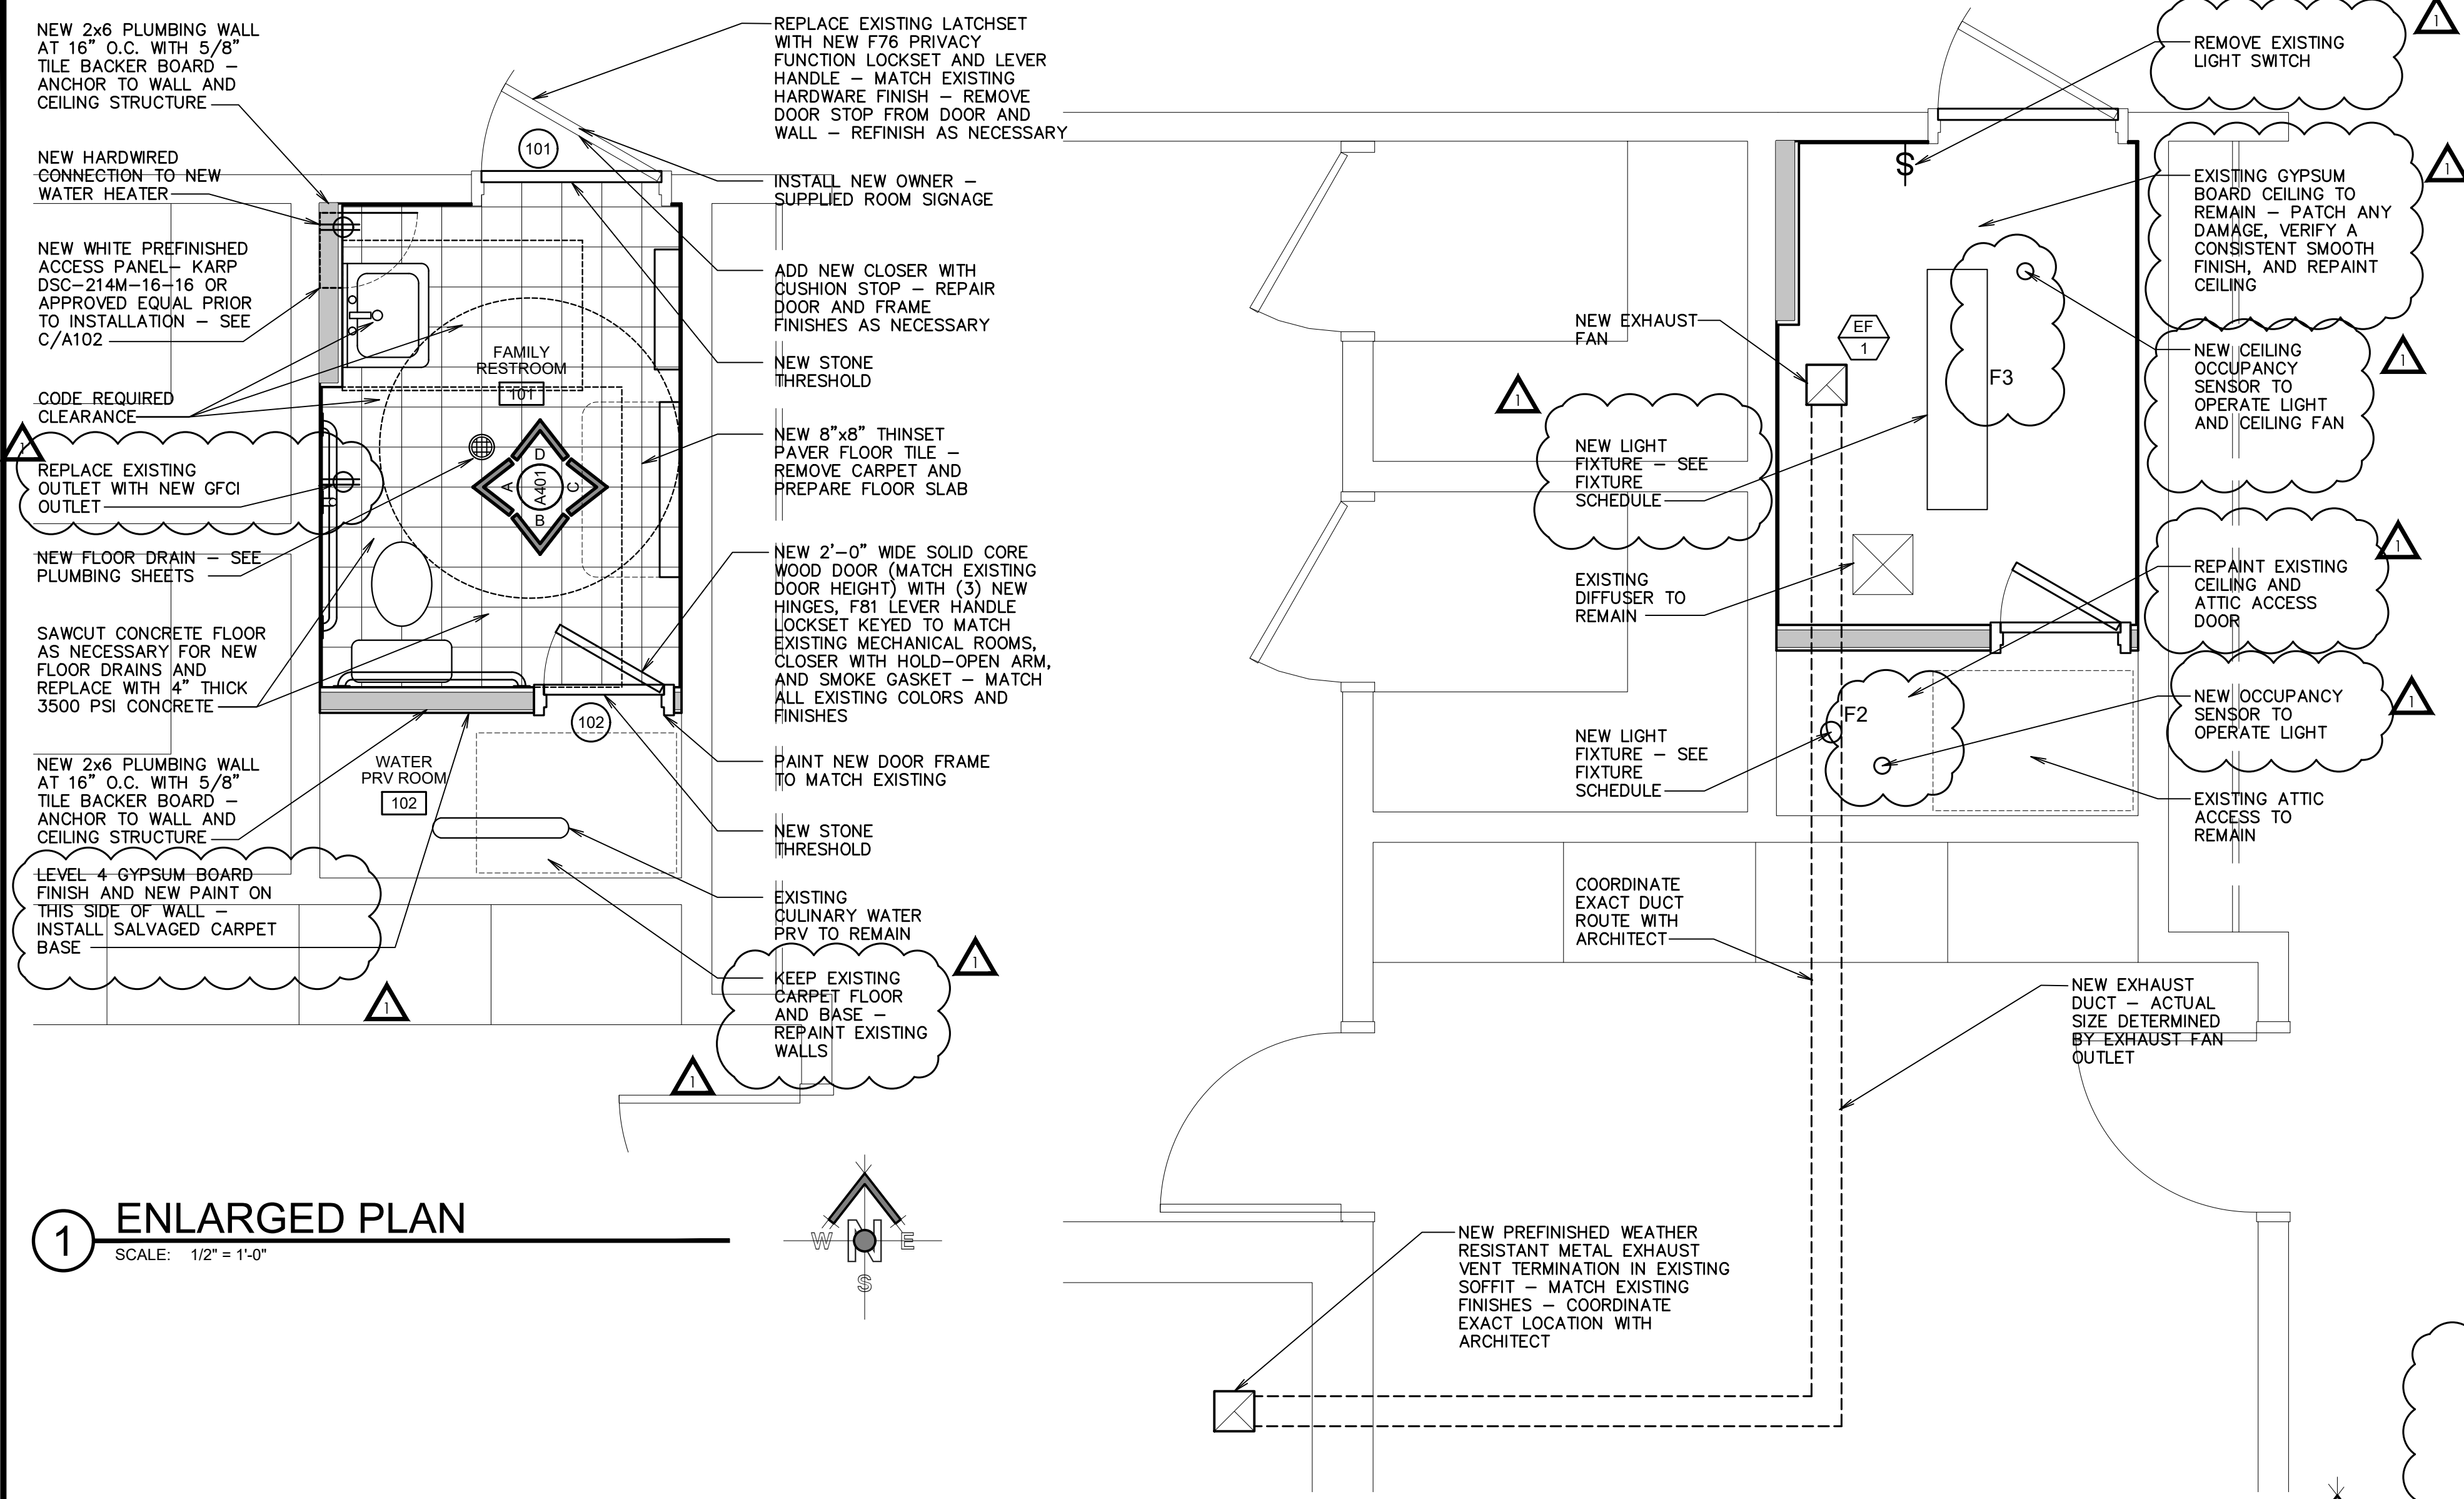 NEW 2x6 PLUMBING WALL
AT 16" O.C. WITH 5/8"
TILE BACKER BOARD –
ANCHOR TO WALL AND
CEILING STRUCTURE
NEW HARDWIRED
CONNECTION TO NEW
WATER HEATER
NEW WHITE PREFINISHED
ACCESS PANEL– KARP
DSC–214M–16–16 OR
APPROVED EQUAL PRIOR
TO INSTALLATION – SEE
C/A102
CODE REQUIRED
CLEARANCE
1
REPLACE EXISTING
OUTLET WITH NEW GFCI
OUTLET
NEW FLOOR DRAIN – SEE
PLUMBING SHEETS
SAWCUT CONCRETE FLOOR
AS NECESSARY FOR NEW
FLOOR DRAINS AND
REPLACE WITH 4" THICK
3500 PSI CONCRETE
NEW 2x6 PLUMBING WALL
AT 16" O.C. WITH 5/8"
TILE BACKER BOARD –
ANCHOR TO WALL AND
CEILING STRUCTURE
LEVEL 4 GYPSUM BOARD
FINISH AND NEW PAINT ON
THIS SIDE OF WALL –
INSTALL SALVAGED CARPET
BASE
1
101
FAMILY
RESTROOM
101
D
A
A401
C
B
102
WATER
PRV ROOM
102
REPLACE EXISTING LATCHSET
WITH NEW F76 PRIVACY
FUNCTION LOCKSET AND LEVER
HANDLE – MATCH EXISTING
HARDWARE FINISH – REMOVE
DOOR STOP FROM DOOR AND
WALL – REFINISH AS NECESSARY
INSTALL NEW OWNER –
SUPPLIED ROOM SIGNAGE
ADD NEW CLOSER WITH
CUSHION STOP – REPAIR
DOOR AND FRAME
FINISHES AS NECESSARY
NEW STONE
THRESHOLD
NEW 8"x8" THINSET
PAVER FLOOR TILE –
REMOVE CARPET AND
PREPARE FLOOR SLAB
NEW 2'–0" WIDE SOLID CORE
WOOD DOOR (MATCH EXISTING
DOOR HEIGHT) WITH (3) NEW
HINGES, F81 LEVER HANDLE
LOCKSET KEYED TO MATCH
EXISTING MECHANICAL ROOMS,
CLOSER WITH HOLD–OPEN ARM,
AND SMOKE GASKET – MATCH
ALL EXISTING COLORS AND
FINISHES
PAINT NEW DOOR FRAME
TO MATCH EXISTING
NEW STONE
THRESHOLD
EXISTING
CULINARY WATER
PRV TO REMAIN
1
KEEP EXISTING
CARPET FLOOR
AND BASE –
REPAINT EXISTING
WALLS
1
1
ENLARGED PLAN
SCALE: 1/2" = 1'-0"
W
N
E
S
NEW EXHAUST
FAN
1
NEW LIGHT
FIXTURE – SEE
FIXTURE
SCHEDULE
EXISTING
DIFFUSER TO
REMAIN
NEW LIGHT
FIXTURE – SEE
FIXTURE
SCHEDULE
COORDINATE
EXACT DUCT
ROUTE WITH
ARCHITECT
NEW PREFINISHED WEATHER
RESISTANT METAL EXHAUST
VENT TERMINATION IN EXISTING
SOFFIT – MATCH EXISTING
FINISHES – COORDINATE
EXACT LOCATION WITH
ARCHITECT
$
EF
1
F3
F2
1
REMOVE EXISTING
LIGHT SWITCH
1
EXISTING GYPSUM
BOARD CEILING TO
REMAIN – PATCH ANY
DAMAGE, VERIFY A
CONSISTENT SMOOTH
FINISH, AND REPAINT
CEILING
1
NEW CEILING
OCCUPANCY
SENSOR TO
OPERATE LIGHT
AND CEILING FAN
1
REPAINT EXISTING
CEILING AND
ATTIC ACCESS
DOOR
1
NEW OCCUPANCY
SENSOR TO
OPERATE LIGHT
EXISTING ATTIC
ACCESS TO
REMAIN
NEW EXHAUST
DUCT – ACTUAL
SIZE DETERMINED
BY EXHAUST FAN
OUTLET